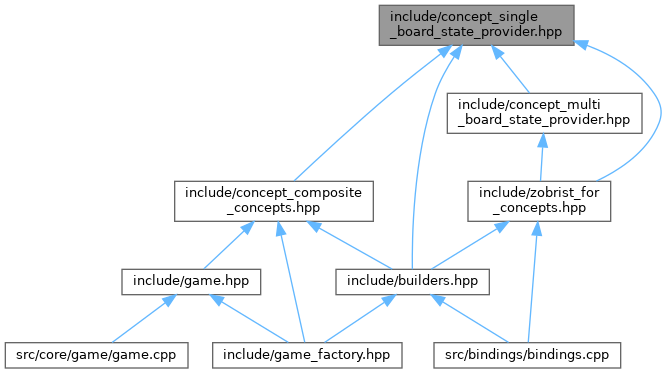 include/concept_single
_board_state_provider.hpp
include/concept_multi
_board_state_provider.hpp
include/concept_composite
_concepts.hpp
include/zobrist_for
_concepts.hpp
include/game.hpp
include/builders.hpp
src/core/game/game.cpp
include/game_factory.hpp
src/bindings/bindings.cpp